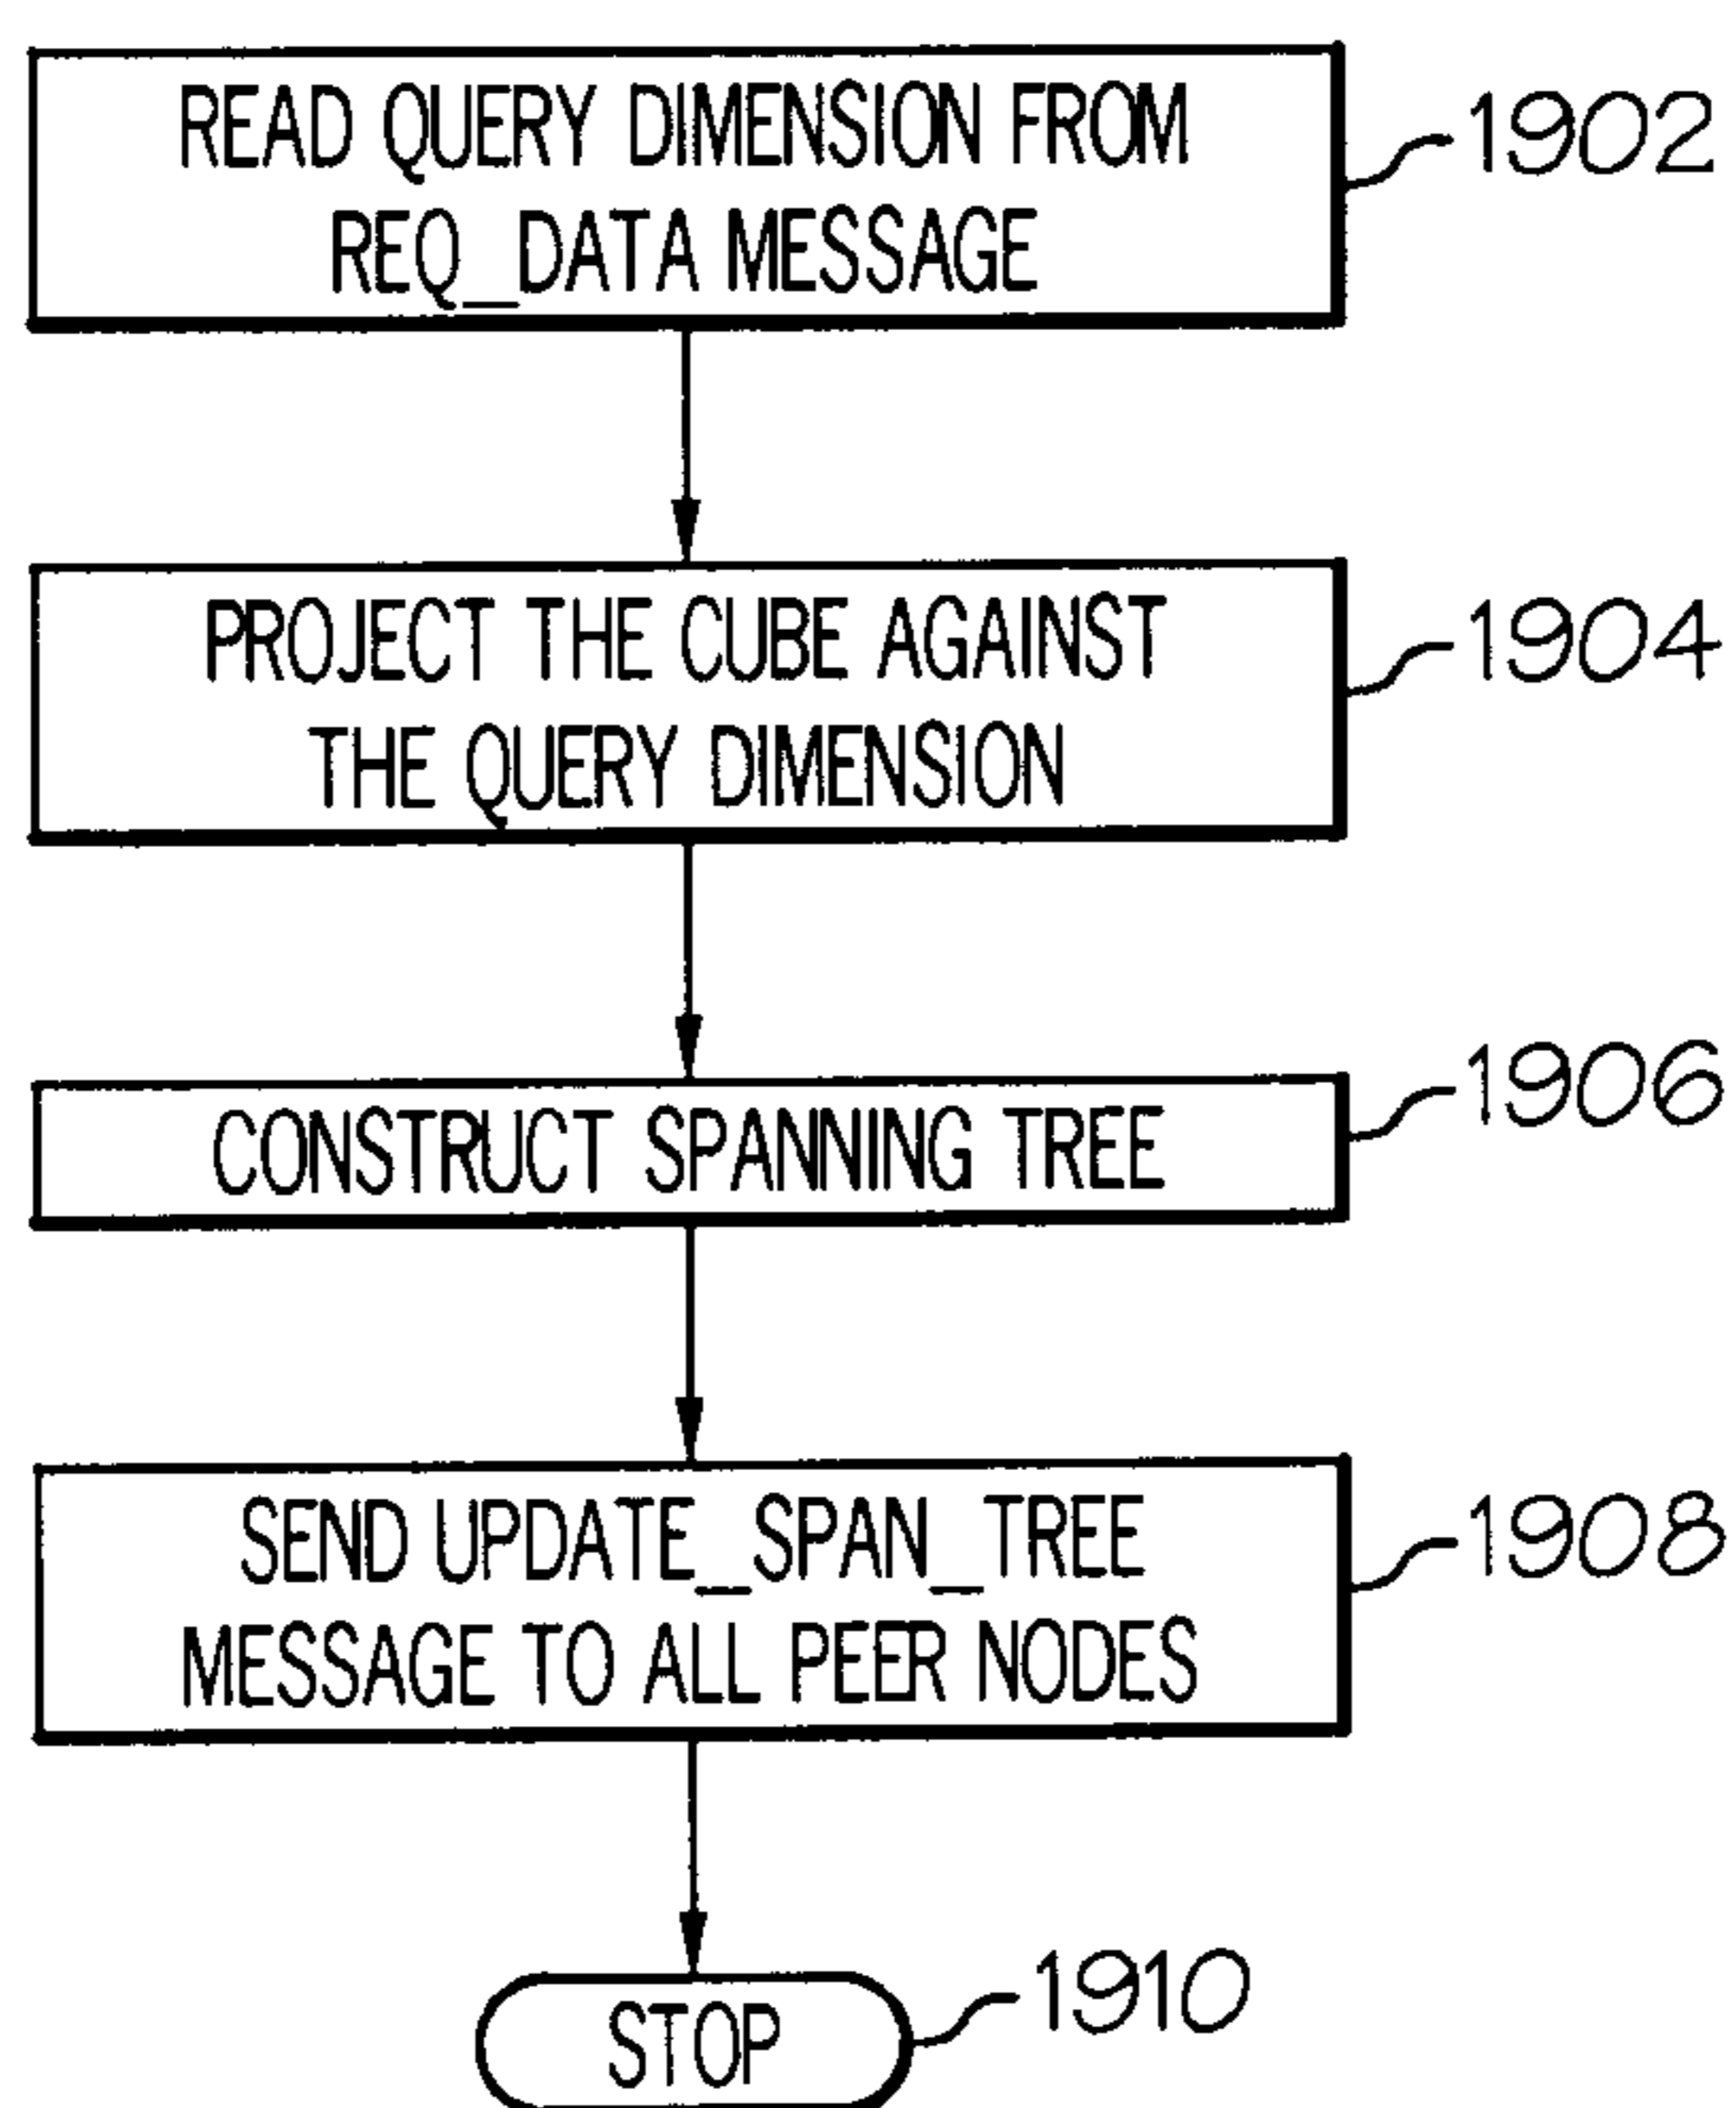 READ QUERY DIMENSION FROM
REQ_DATA MESSAGE
1902
PROJECT THE CUBE AGAINST
THE QUERY DIMENSION
1904
CONSTRUCT SPANNING TREE
1906
SEND UPDATE_SPAN_TREE
MESSAGE TO ALL PEER NODES
1908
STOP
1910